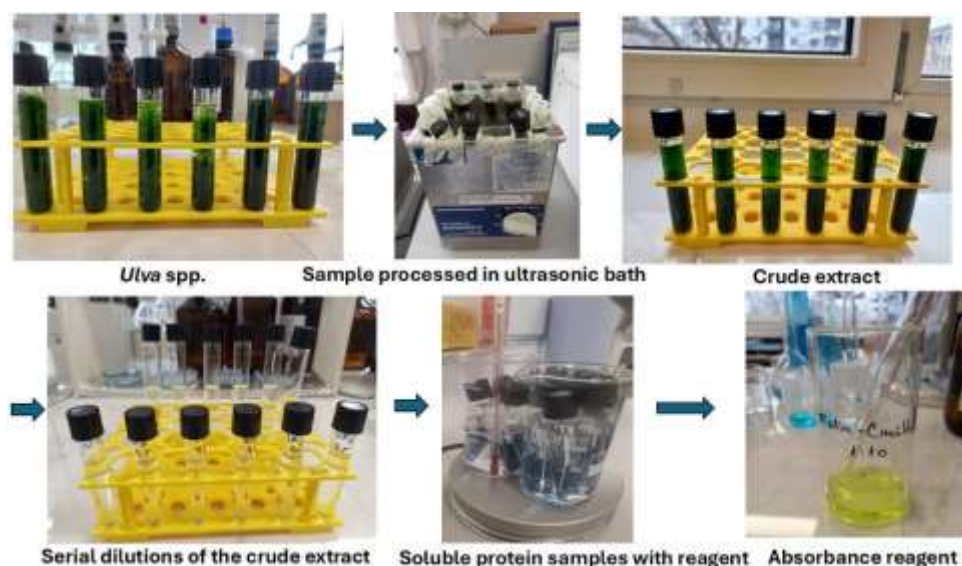 Ulva spp.
Sample processed in ultrasonic bath
Crude extract
Serial dilutions of the crude extract
Soluble protein samples with reagent
Absorbance reagent